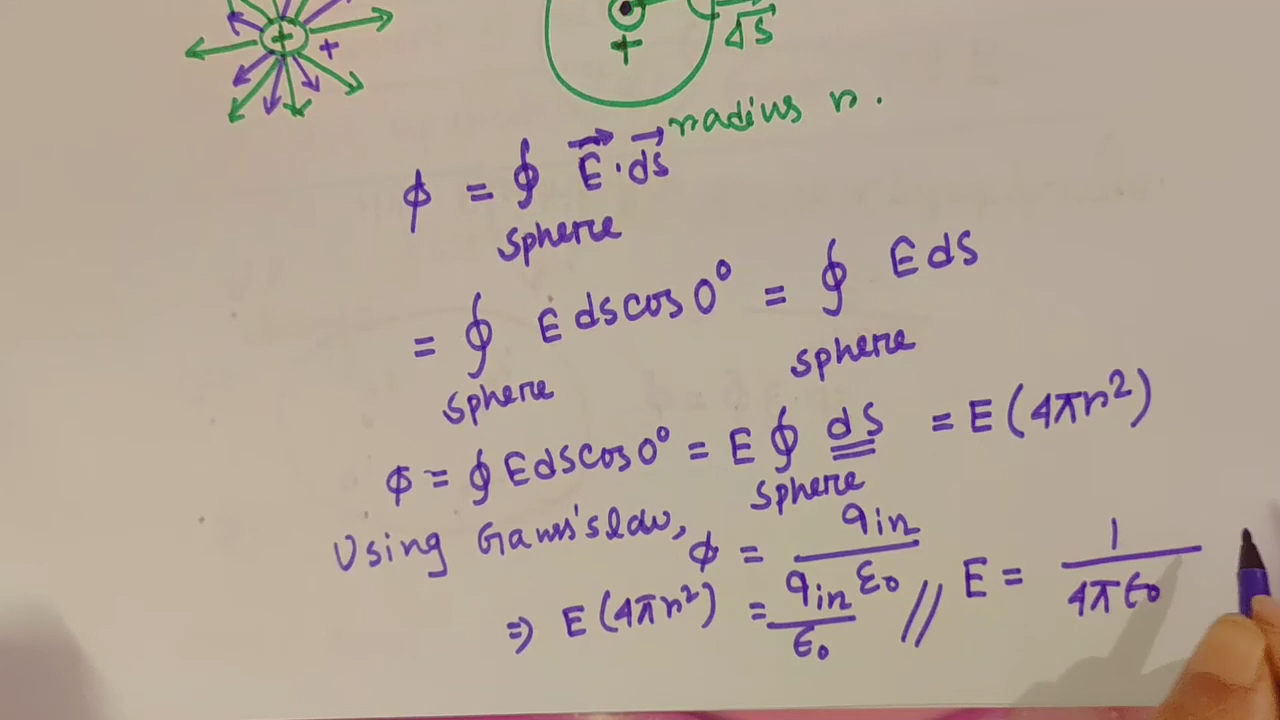 + +
+ dS
radius r.
ϕ = ∮ E⃗ · ds⃗
sphere
= ∮ E ds cos 0° = ∮ E dS
sphere sphere
ϕ = ∮ E ds cos 0° = E ∮ dS = E (4πr²)
sphere
Using Gauss's law, ϕ = qin / ε₀
⇒ E (4πr²) = qin / ε₀ // E = 1 / 4πε₀